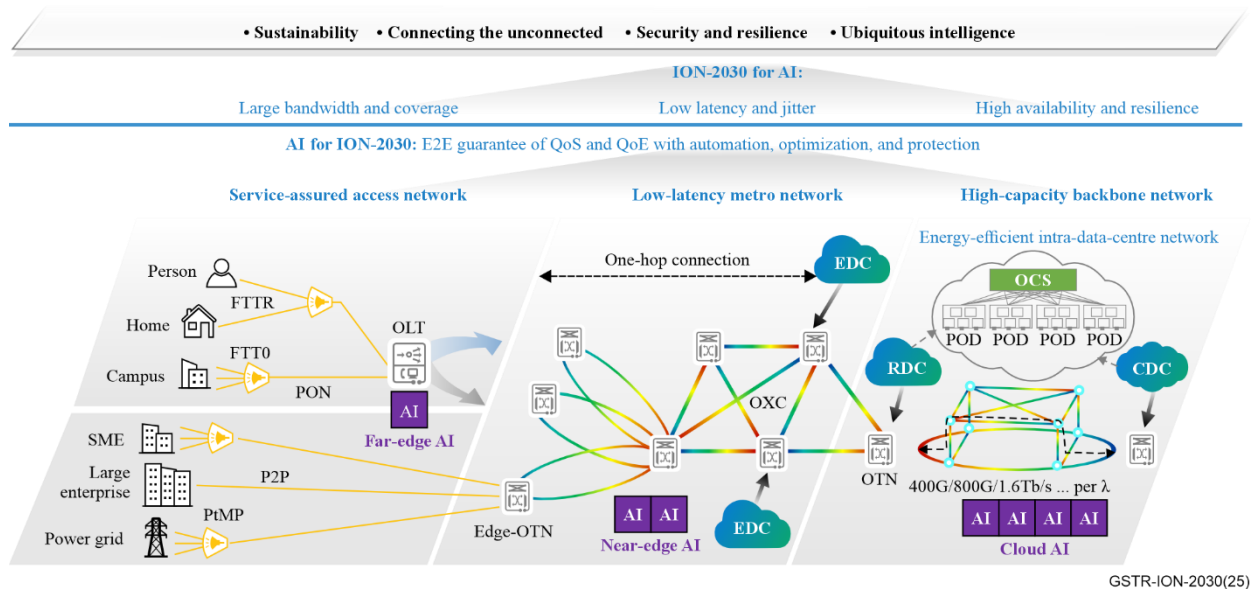 • Sustainability • Connecting the unconnected • Security and resilience • Ubiquitous intelligence
ION-2030 for AI:
Large bandwidth and coverage Low latency and jitter High availability and resilience
AI for ION-2030: E2E guarantee of QoS and QoE with automation, optimization, and protection
Service-assured access network Low-latency metro network High-capacity backbone network
Energy-efficient intra-data-centre network
Person
FTTR
Home
FTT0
Campus
PON
OLT
AI
Far-edge AI
SME
Large
enterprise
P2P
PtMP
Power grid
Edge-OTN
One-hop connection
EDC
OXC
AI AI
Near-edge AI
EDC
OTN
RDC
OCS
POD POD POD POD
CDC
400G/800G/1.6Tb/s ... per λ
AI AI AI AI
Cloud AI
GSTR-ION-2030(25)